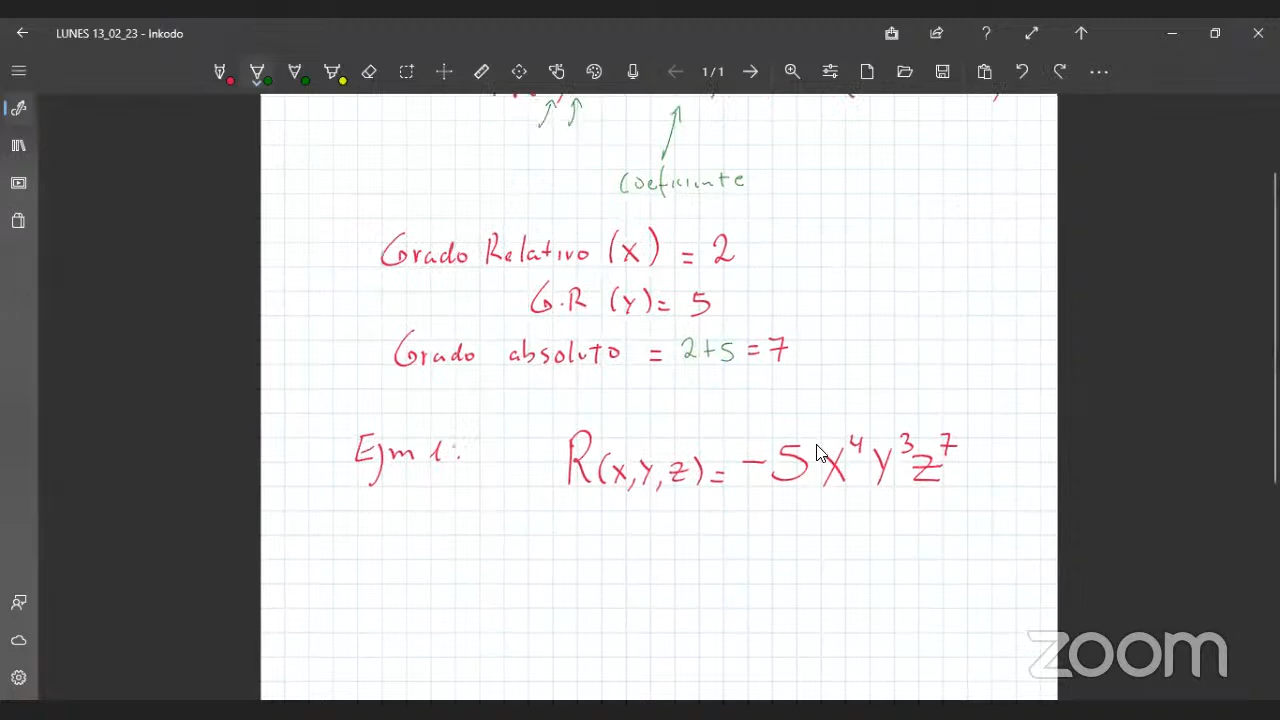 LUNES 13_02_23 - Inkodo
1/1
Coeficiente
Grado Relativo (x) = 2
G.R (y) = 5
Grado absoluto = 2+5 = 7
Ejm 1: R(x,y,z) = -5x⁴y³z⁷
zoom